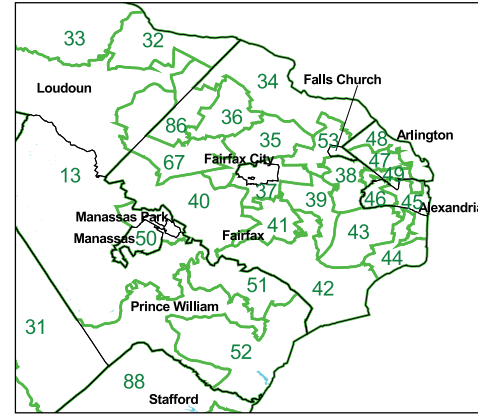 33
32
34
Loudoun
Falls Church
36
86
35
53
48
Arlington
47
67
Fairfax City
38
49
13
37
39
46
45
Alexandria
40
Manassas Park
41
43
Manassas
50
Fairfax
44
51
42
Prince William
31
52
88
Stafford